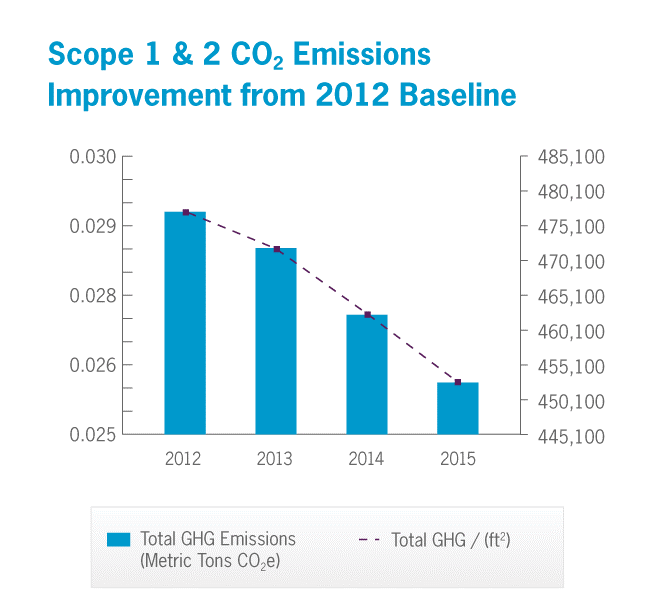 Scope 1 & 2 CO₂ Emissions
Improvement from 2012 Baseline
0.030
0.029
0.028
0.026
0.025
485,100
480,100
475,100
470,100
465,100
460,100
455,100
450,100
445,100
2012 2013 2014 2015
Total GHG Emissions
(Metric Tons CO₂e)
Total GHG / (ft²)